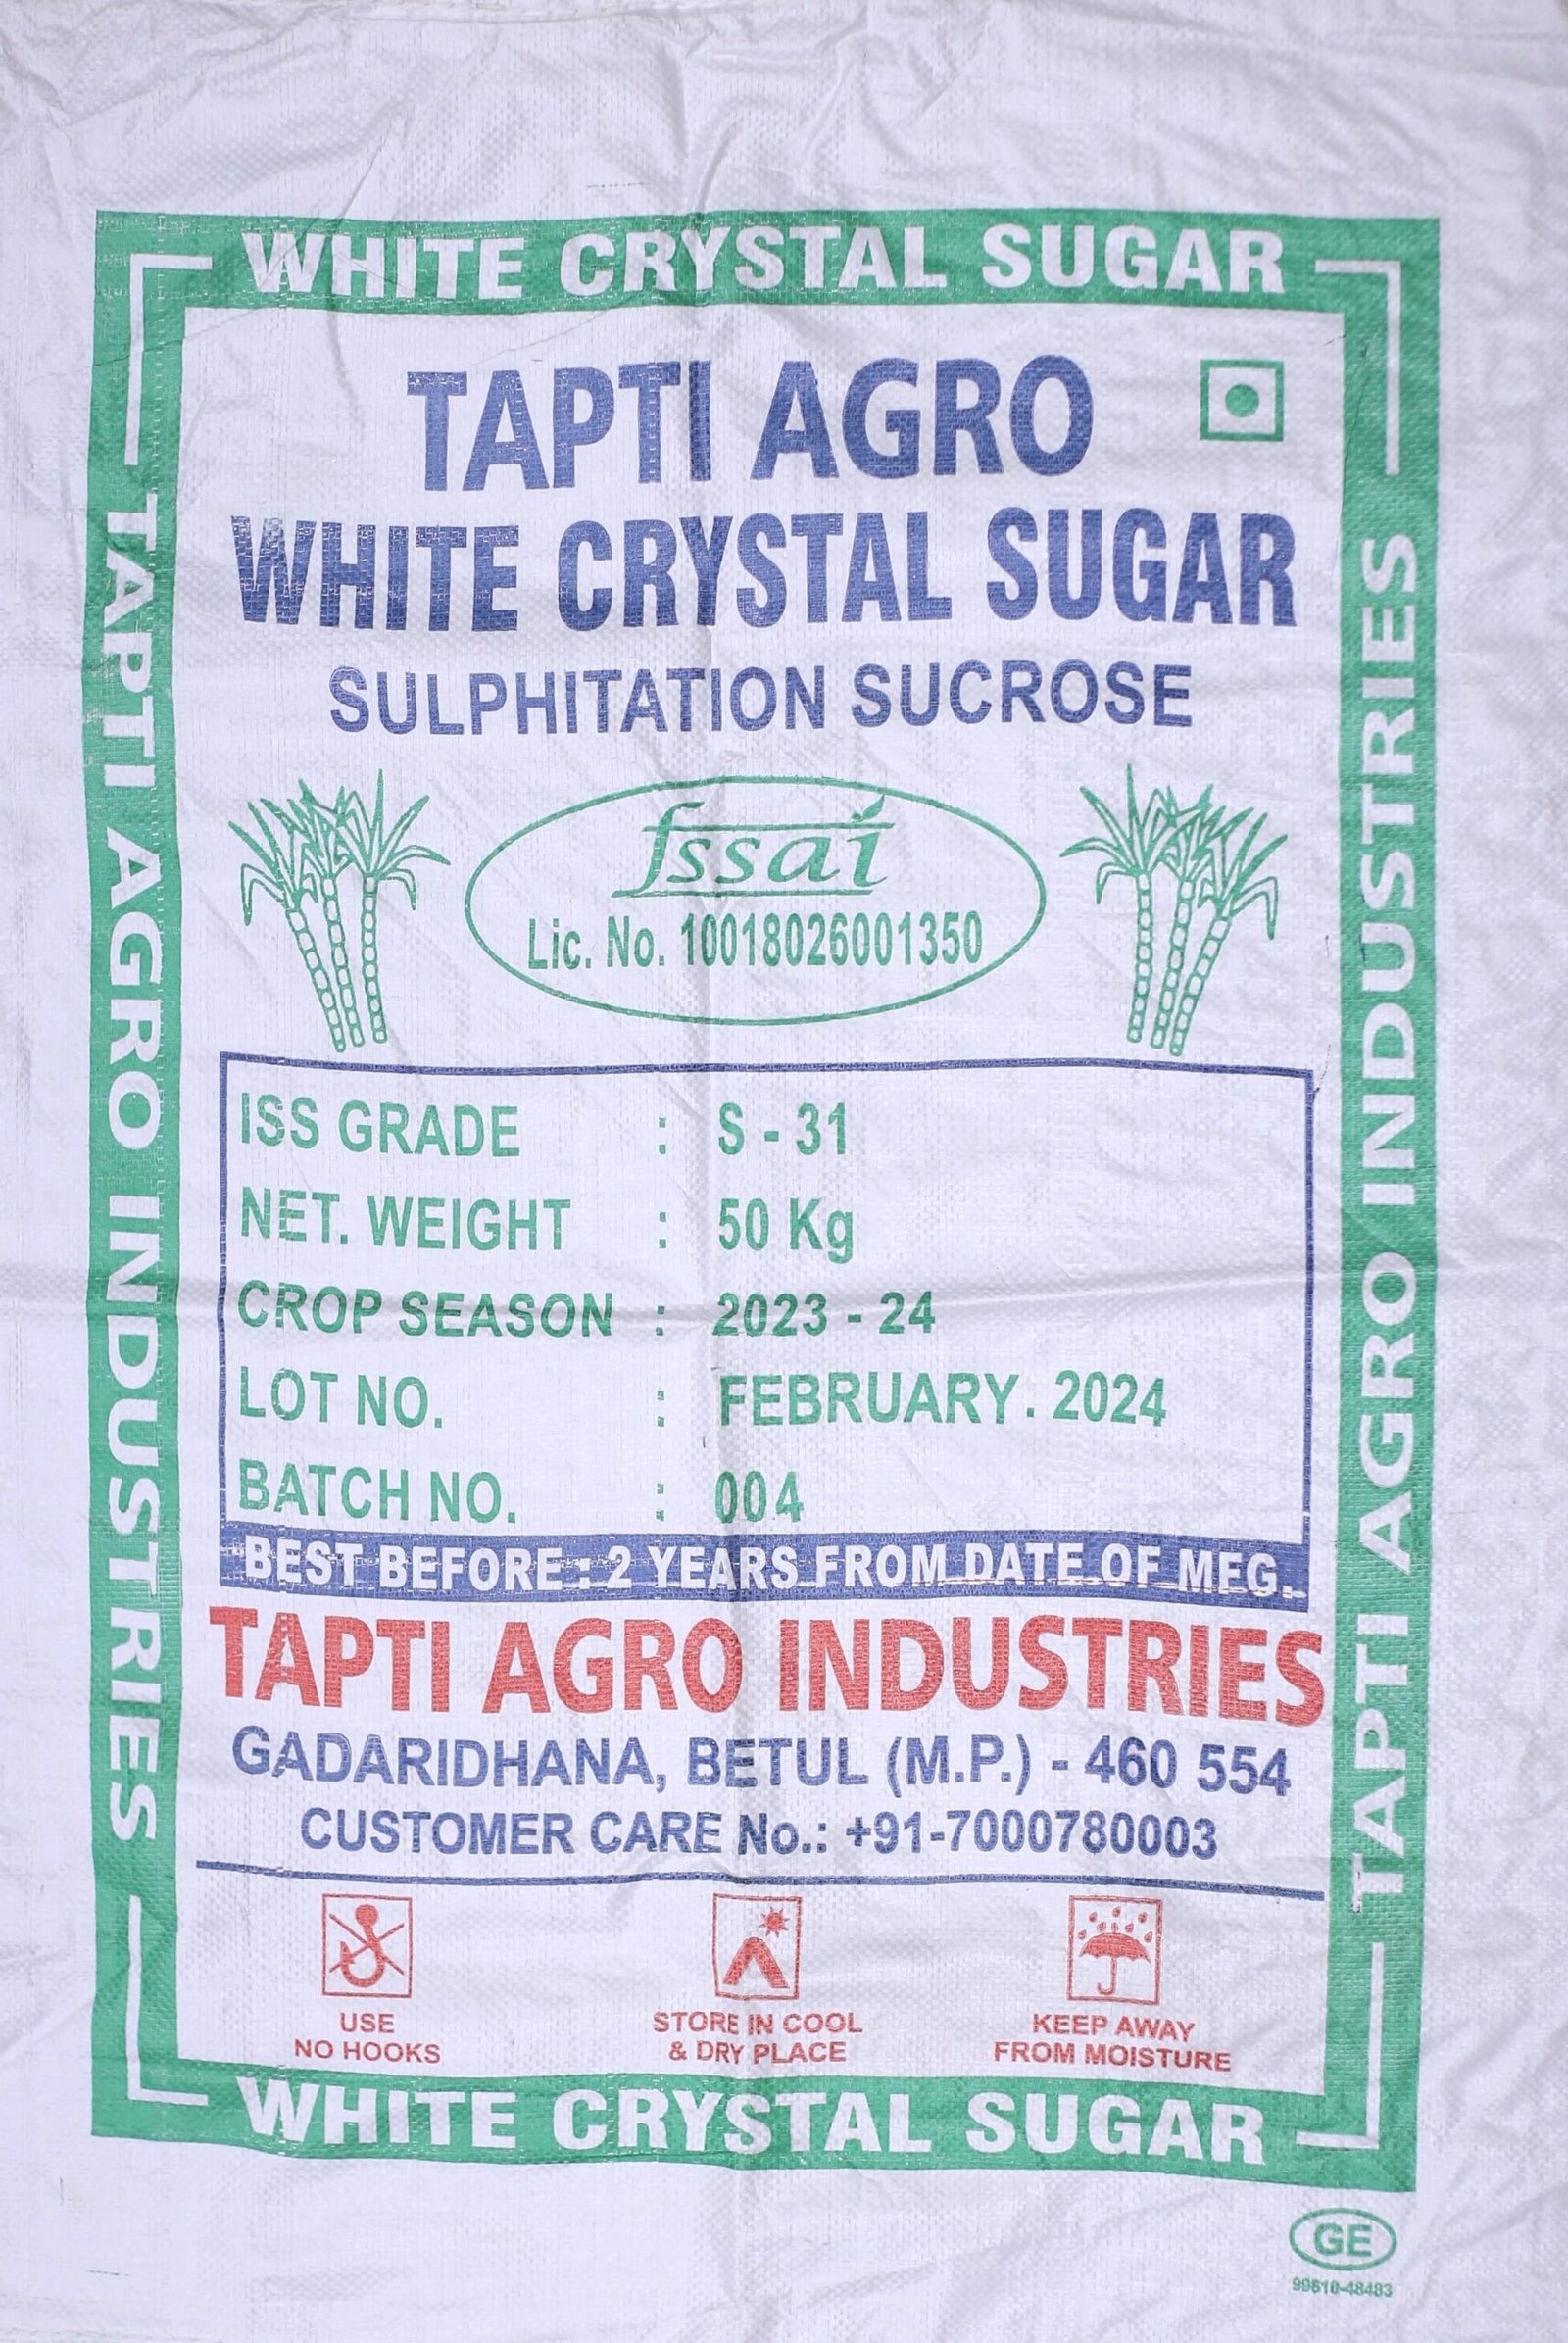 WHITE CRYSTAL SUGAR
TAPTI AGRO INDUSTRIES
TAPTI AGRO INDUSTRIES
TAPTI AGRO
WHITE CRYSTAL SUGAR
SULPHITATION SUCROSE
fssai
Lic. No. 10018026001350
ISS GRADE : S - 31
NET. WEIGHT : 50 Kg
CROP SEASON : 2023 - 24
LOT NO. : FEBRUARY. 2024
BATCH NO. : 004
BEST BEFORE : 2 YEARS FROM DATE OF MFG.
TAPTI AGRO INDUSTRIES
GADARIDHANA, BETUL (M.P.) - 460 554
CUSTOMER CARE No.: +91-7000780003
USE
NO HOOKS
STORE IN COOL
& DRY PLACE
KEEP AWAY
FROM MOISTURE
WHITE CRYSTAL SUGAR
GE
99810-48483